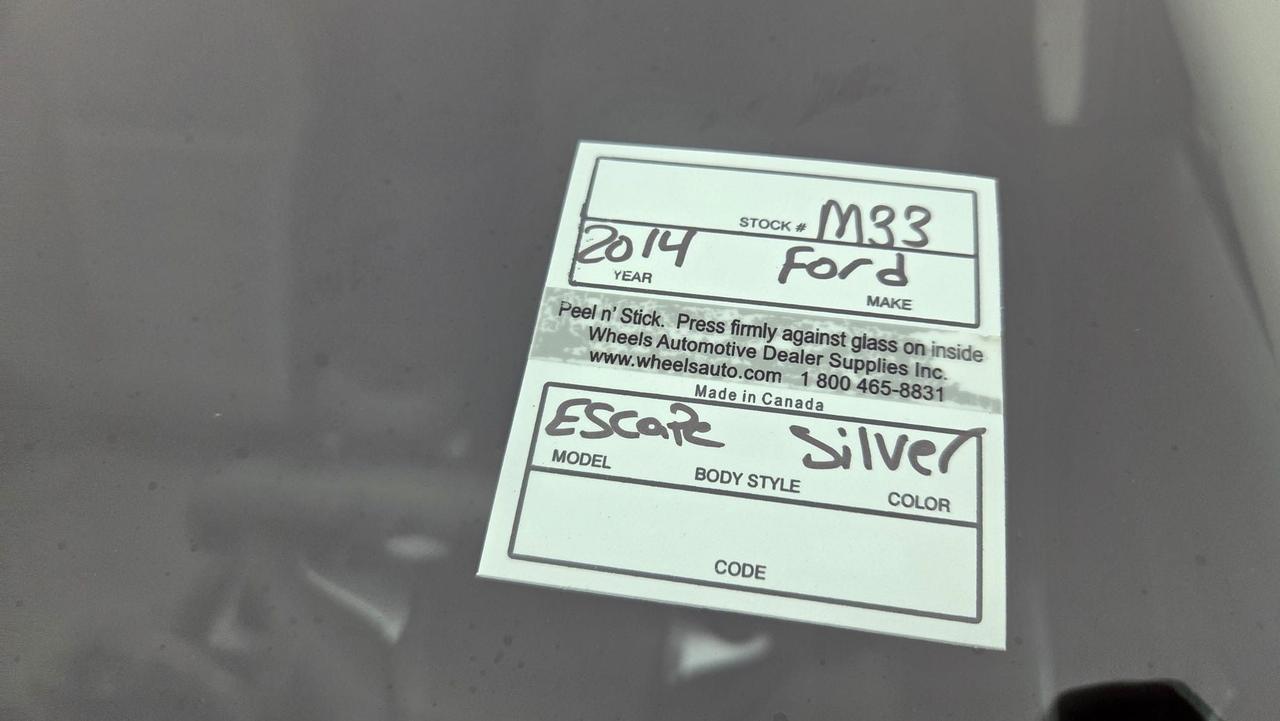 STOCK # M33
2014 Ford
YEAR MAKE
Peel n' Stick. Press firmly against glass on inside
Wheels Automotive Dealer Supplies Inc.
www.wheelsauto.com 1 800 465-8831
Made in Canada
Escape Silver
MODEL BODY STYLE COLOR
CODE